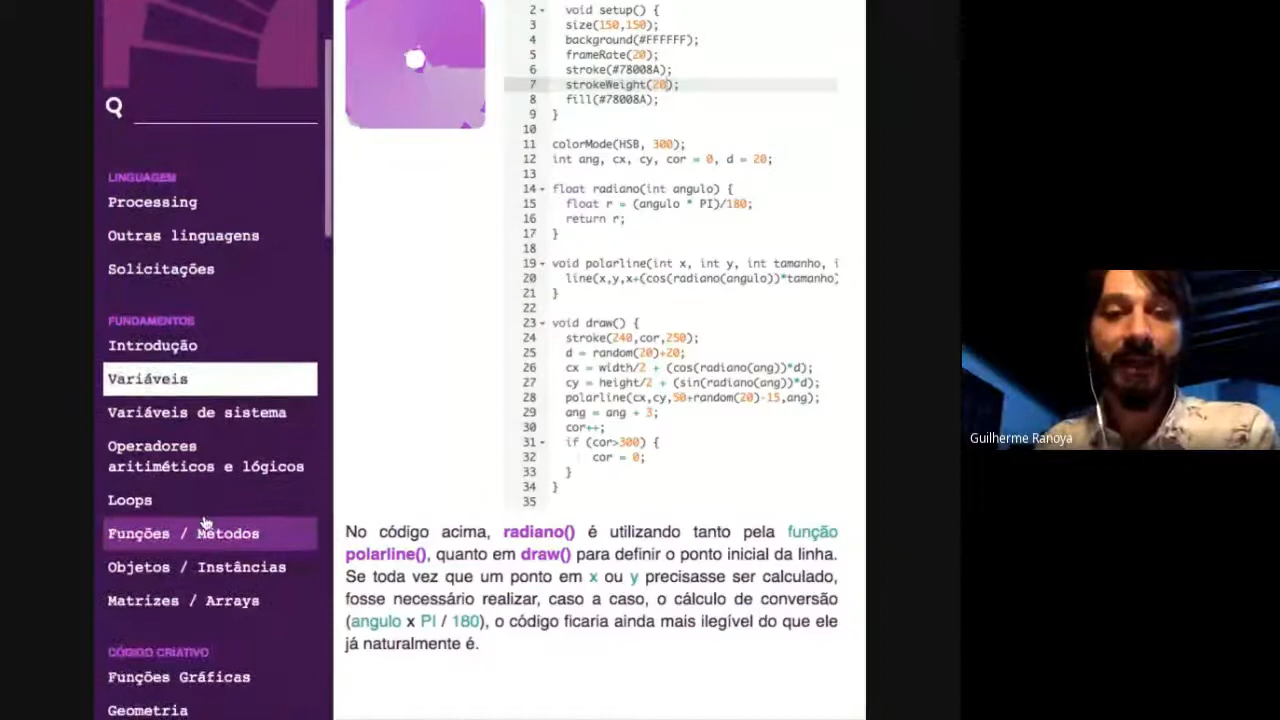 LINGUAGEM
Processing
Outras linguagens
Solicitações
FUNDAMENTOS
Introdução
Variáveis
Variáveis de sistema
Operadores
aritiméticos e lógicos
Loops
Funções / Métodos
Objetos / Instâncias
Matrizes / Arrays
CÓDIGO CRIATIVO
Funções Gráficas
Geometria
2 void setup() {
3 size(150,150);
4 background(#FFFFFF);
5 frameRate(20);
6 stroke(#78008A);
7 strokeWeight(20);
8 fill(#78008A);
9 }
10
11 colorMode(HSB, 300);
12 int ang, cx, cy, cor = 0, d = 20;
13
14 float radiano(int angulo) {
15 float r = (angulo * PI)/180;
16 return r;
17 }
18
19 void polarline(int x, int y, int tamanho, i
20 line(x,y,x+(cos(radiano(angulo))*tamanho)
21 }
22
23 void draw() {
24 stroke(240,cor,250);
25 d = random(20)+20;
26 cx = width/2 + (cos(radiano(ang))*d);
27 cy = height/2 + (sin(radiano(ang))*d);
28 polarline(cx,cy,50+random(20)-15,ang);
29 ang = ang + 3;
30 cor++;
31 if (cor>300) {
32 cor = 0;
33 }
34 }
35
No código acima, radiano() é utilizando tanto pela função
polarline(), quanto em draw() para definir o ponto inicial da linha.
Se toda vez que um ponto em x ou y precisasse ser calculado,
fosse necessário realizar, caso a caso, o cálculo de conversão
(angulo x PI / 180), o código ficaria ainda mais ilegível do que ele
já naturalmente é.
Guilherme Ranoya